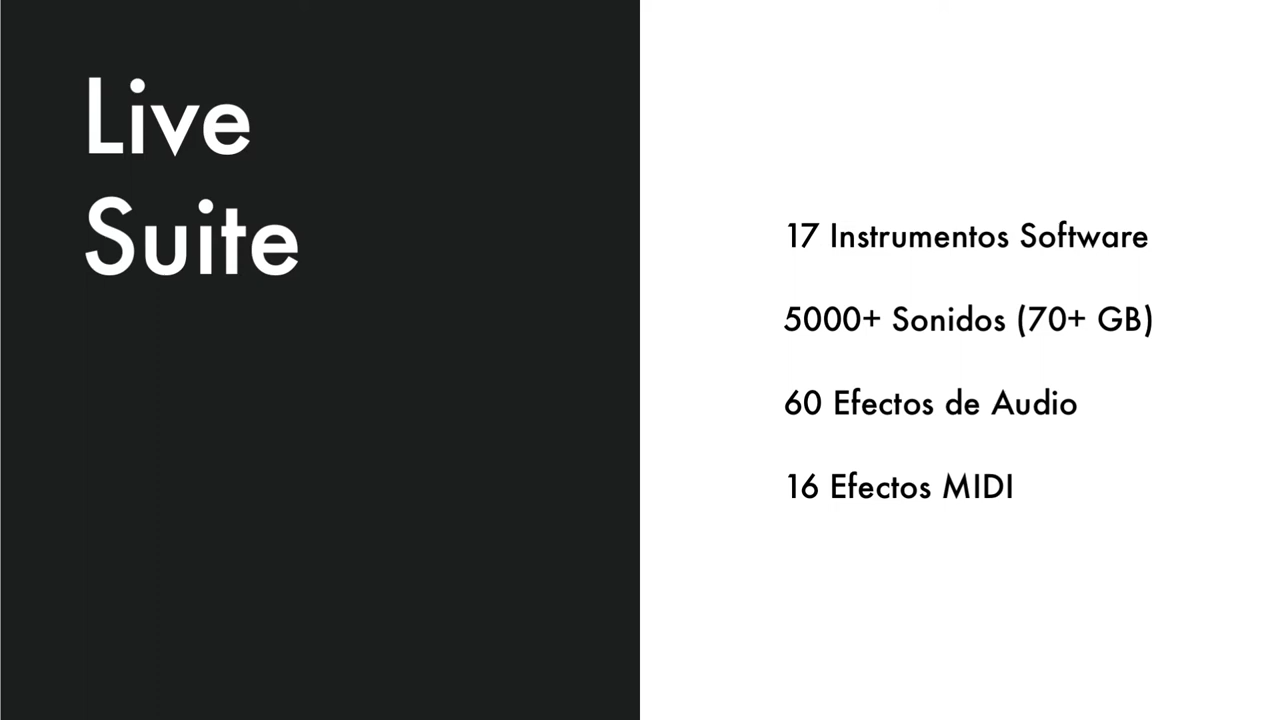 Live
Suite
17 Instrumentos Software
5000+ Sonidos (70+ GB)
60 Efectos de Audio
16 Efectos MIDI